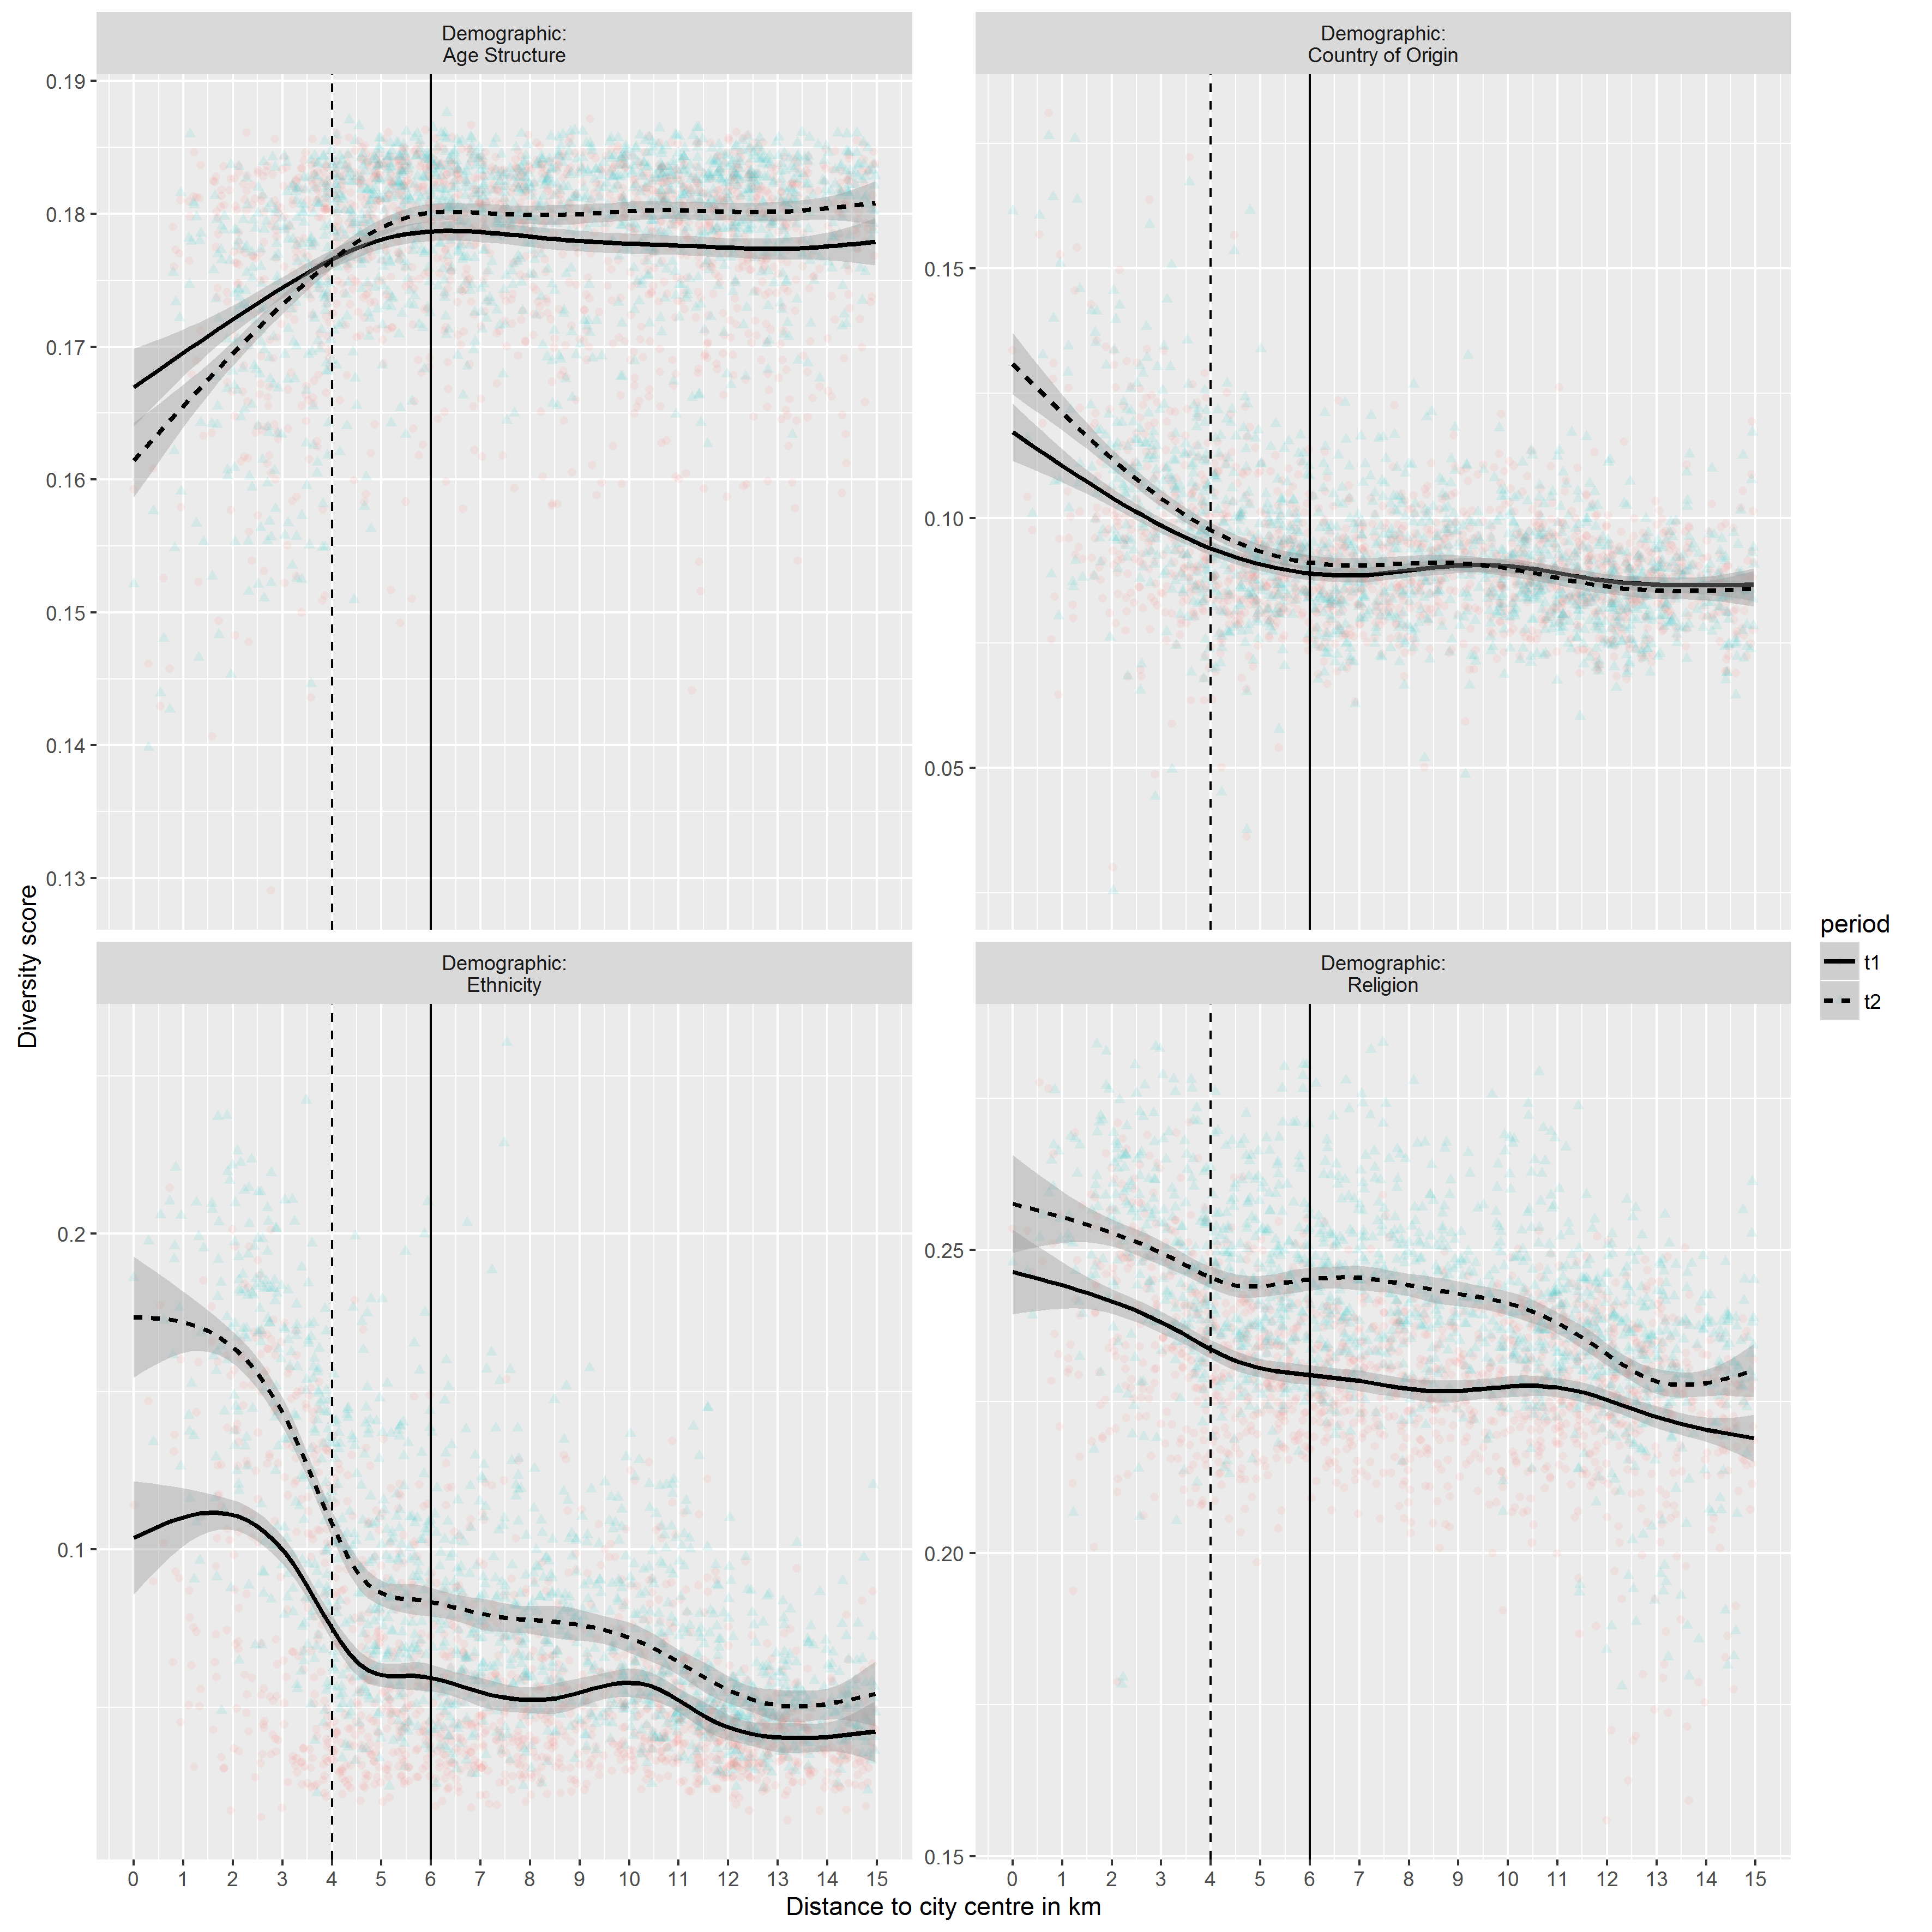 Demographic:
Age Structure
Demographic:
Country of Origin
0.19
0.18
0.17
0.16
0.15
0.14
0.13
0.15
0.10
0.05
Diversity score
Demographic:
Ethnicity
Demographic:
Religion
0.2
0.1
0.25
0.20
0.15
0 1 2 3 4 5 6 7 8 9 10 11 12 13 14 15
0 1 2 3 4 5 6 7 8 9 10 11 12 13 14 15
Distance to city centre in km
period
t1
t2